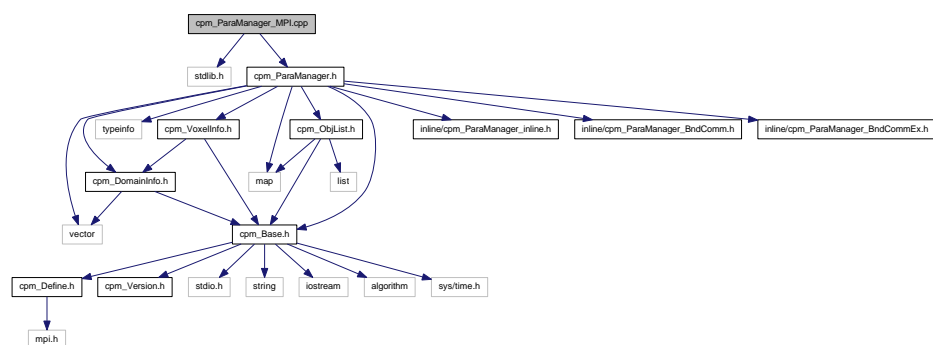 cpm_ParaManager_MPI.cpp
stdlib.h
cpm_ParaManager.h
typeinfo
cpm_VoxelInfo.h
cpm_ObjList.h
inline/cpm_ParaManager_inline.h
inline/cpm_ParaManager_BndComm.h
inline/cpm_ParaManager_BndCommEx.h
cpm_DomainInfo.h
map
list
vector
cpm_Base.h
cpm_Define.h
cpm_Version.h
stdio.h
string
iostream
algorithm
sys/time.h
mpi.h